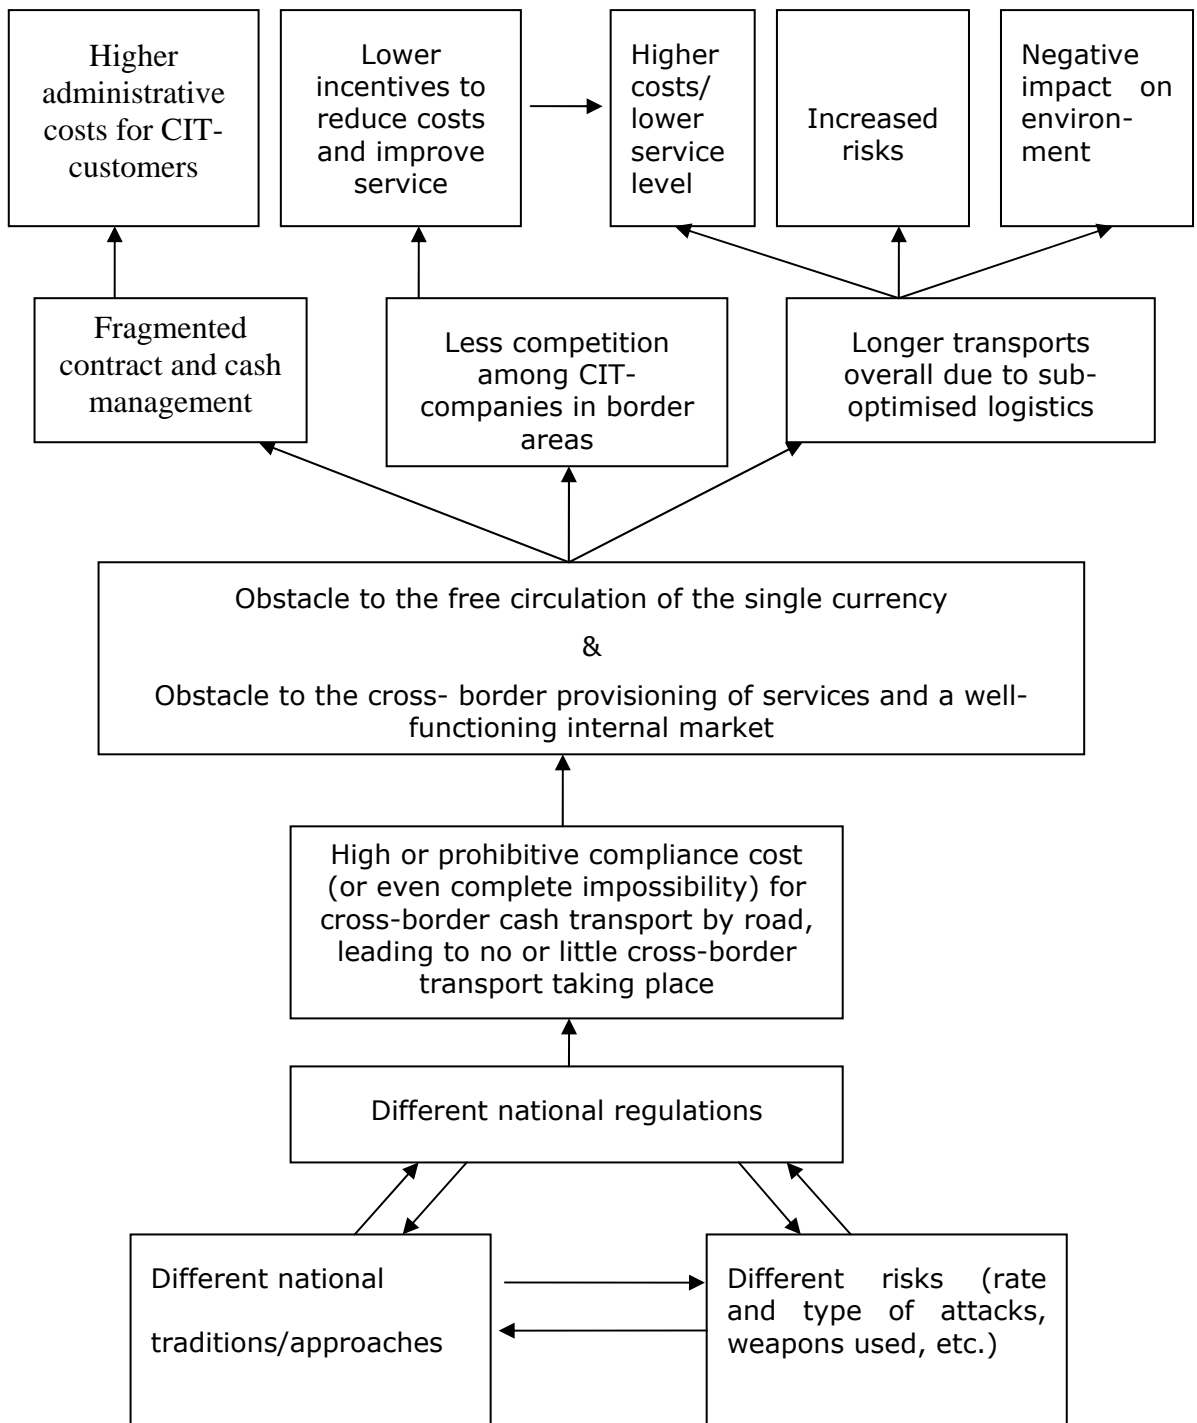 Higher
administrative
costs for CIT-
customers
Lower
incentives to
reduce costs
and improve
service
Higher
costs/
lower
service
level
Increased
risks
Negative
impact on
environ-
ment
Fragmented
contract and cash
management
Less competition
among CIT-
companies in border
areas
Longer transports
overall due to sub-
optimised logistics
Obstacle to the free circulation of the single currency
&
Obstacle to the cross- border provisioning of services and a well-
functioning internal market
High or prohibitive compliance cost
(or even complete impossibility) for
cross-border cash transport by road,
leading to no or little cross-border
transport taking place
Different national regulations
Different national
traditions/approaches
Different risks (rate
and type of attacks,
weapons used, etc.)